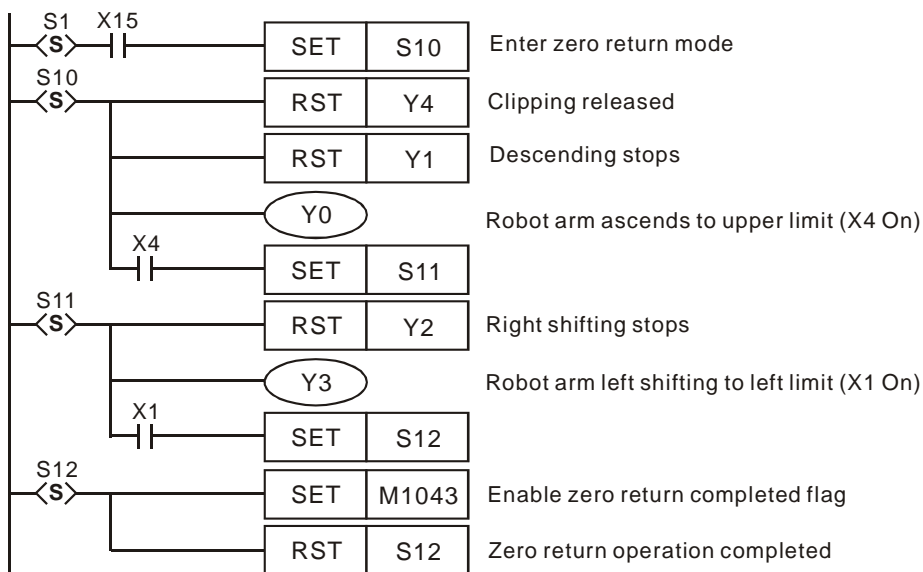 S1 X15
S SET S10 Enter zero return mode
S10
S RST Y4 Clipping released
RST Y1 Descending stops
Y0 Robot arm ascends to upper limit (X4 On)
X4
SET S11
S11
S RST Y2 Right shifting stops
Y3 Robot arm left shifting to left limit (X1 On)
X1
SET S12
S12
S SET M1043 Enable zero return completed flag
RST S12 Zero return operation completed